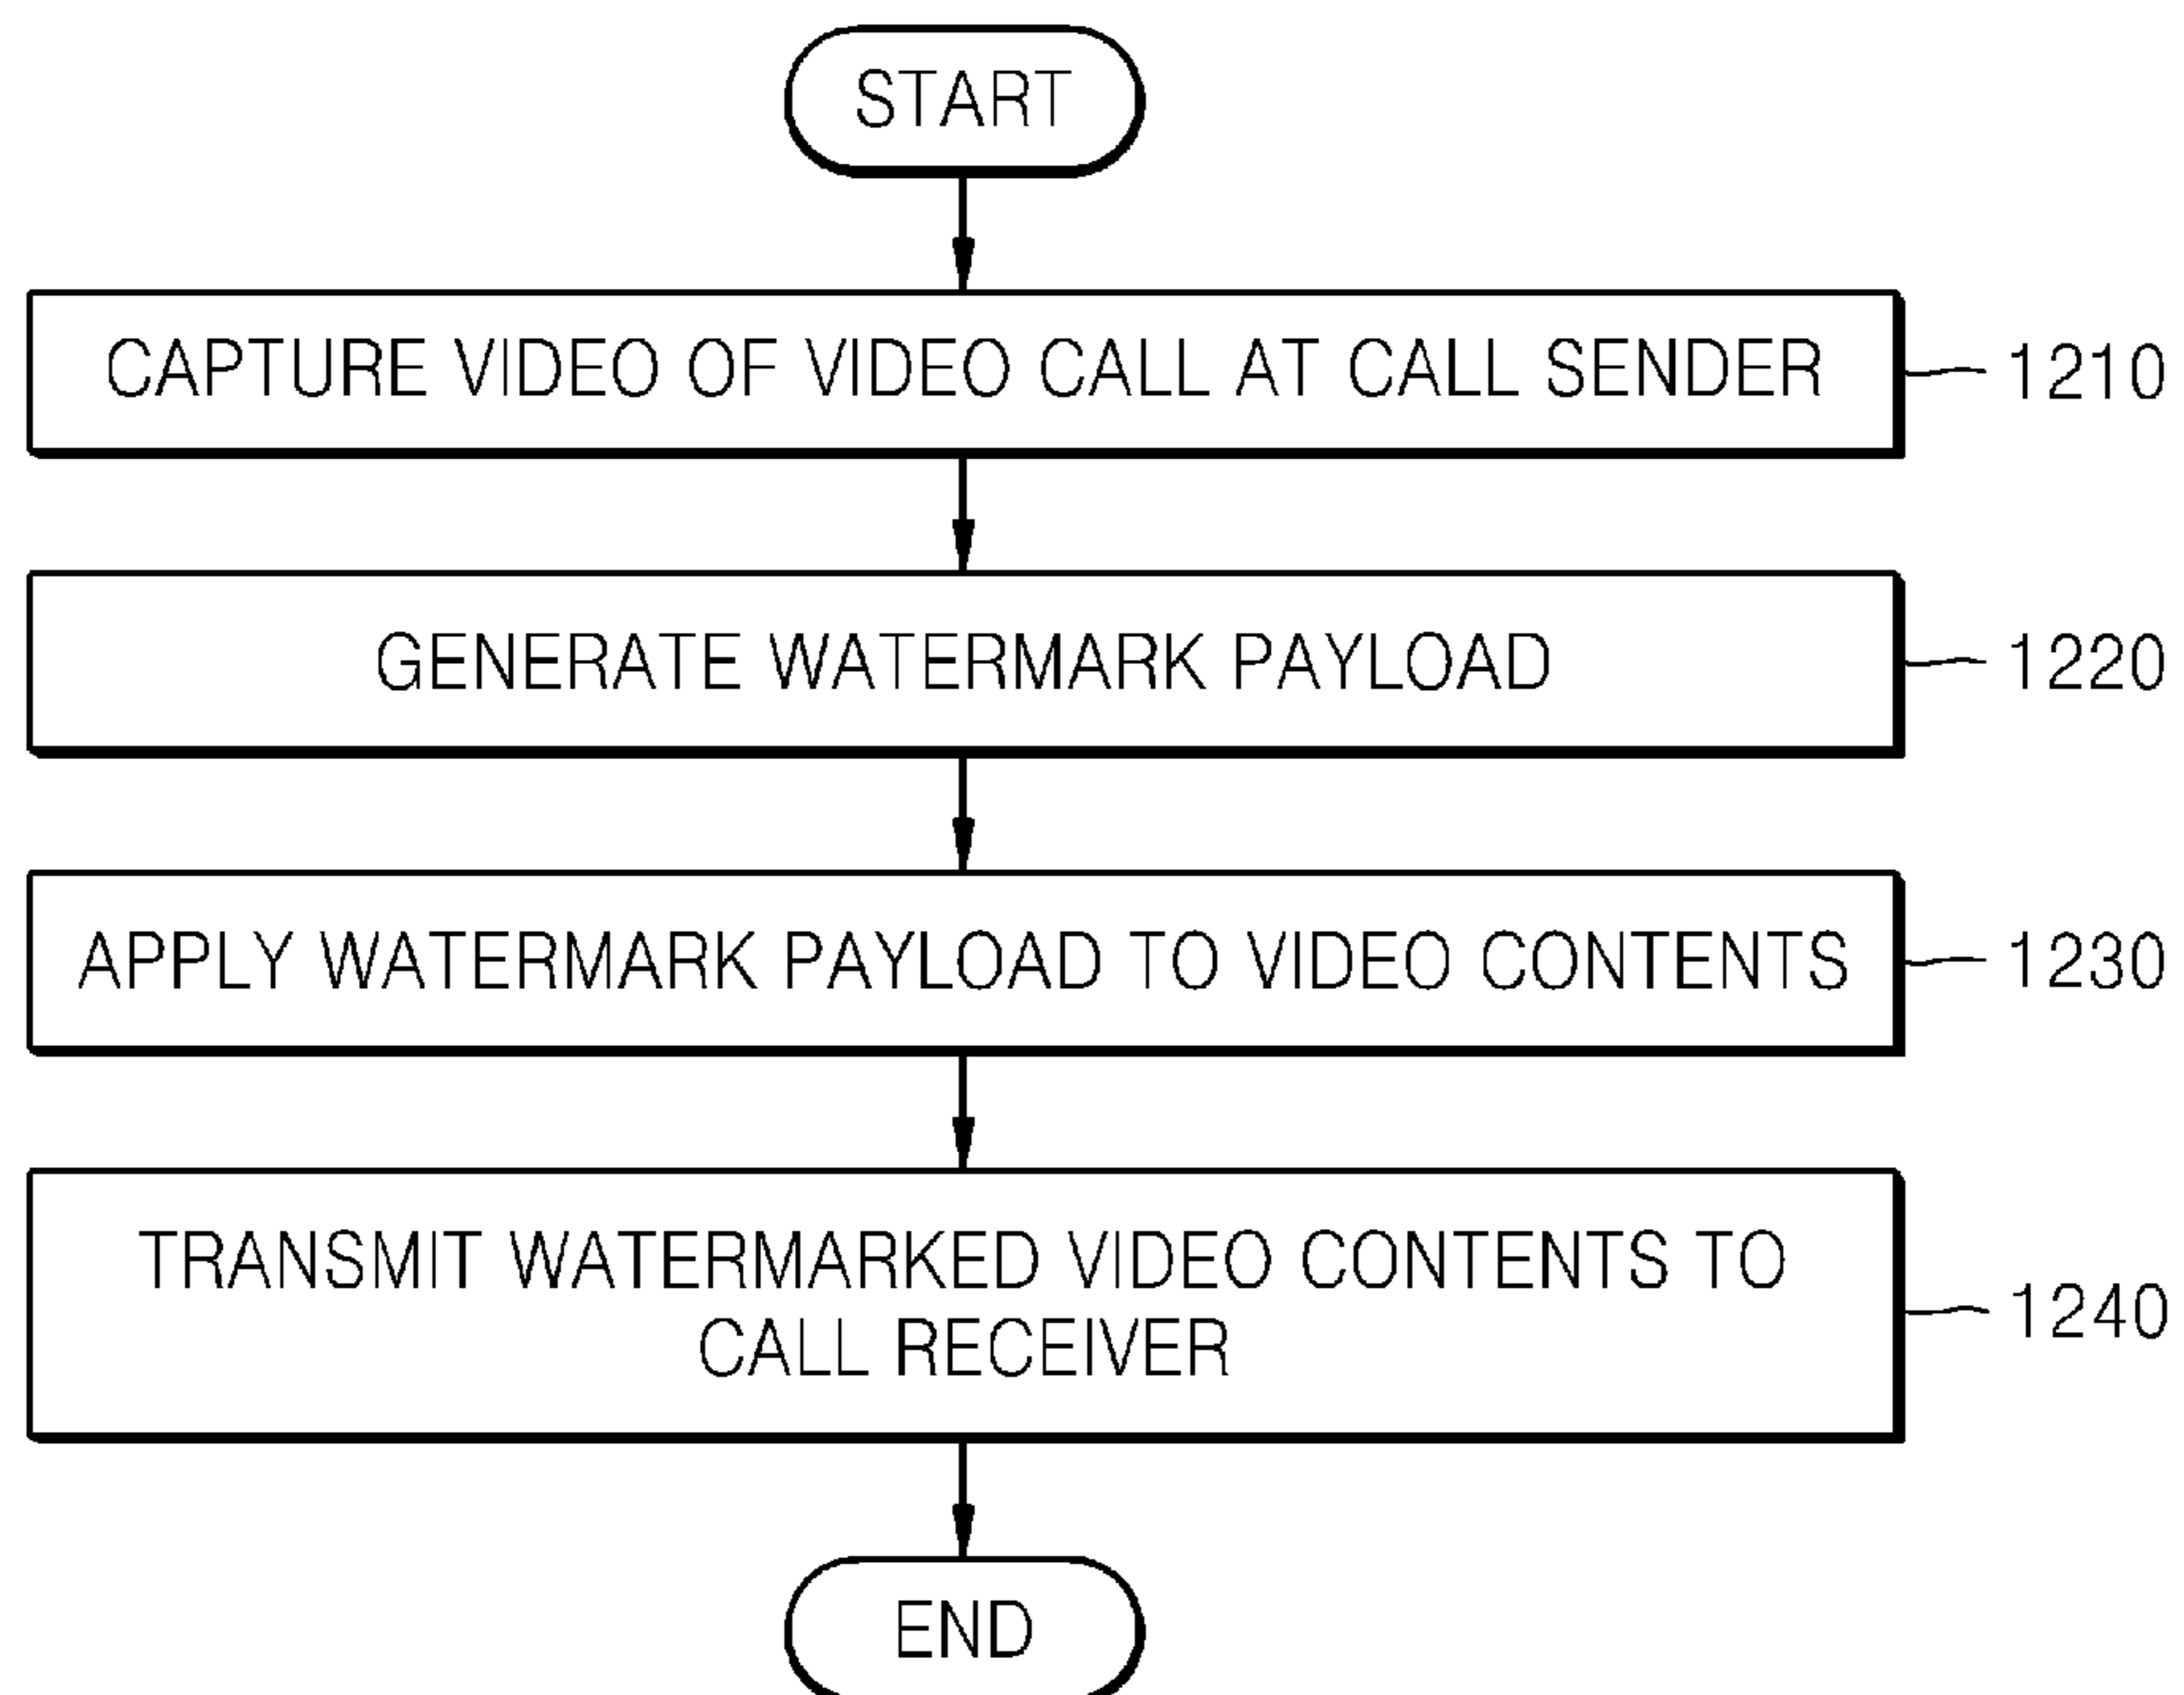 START
CAPTURE VIDEO OF VIDEO CALL AT CALL SENDER
1210
GENERATE WATERMARK PAYLOAD
1220
APPLY WATERMARK PAYLOAD TO VIDEO CONTENTS
1230
TRANSMIT WATERMARKED VIDEO CONTENTS TO
CALL RECEIVER
1240
END